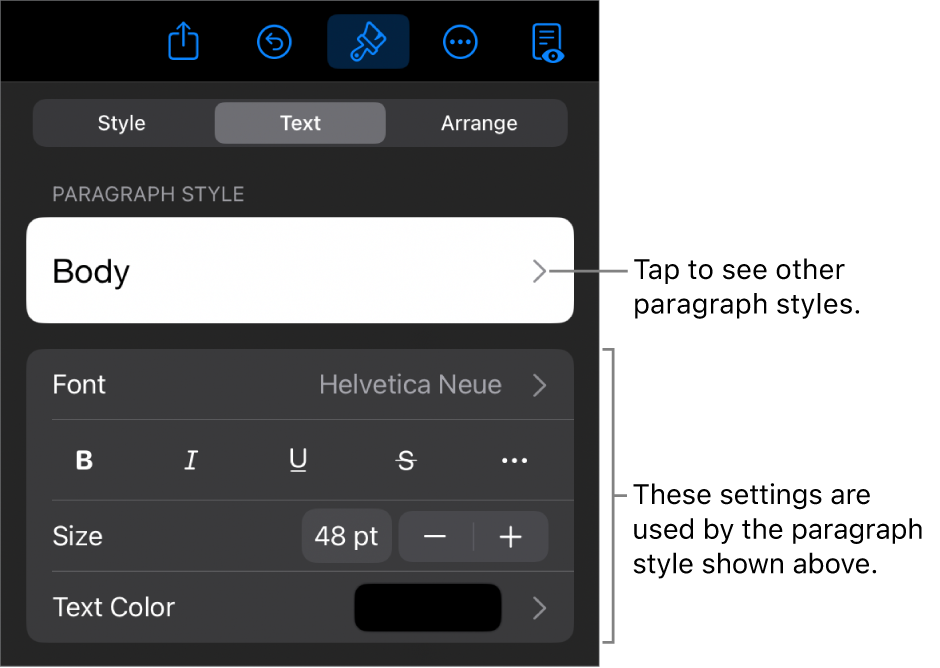 Style Text Arrange
PARAGRAPH STYLE
Body
Tap to see other
paragraph styles.
Font Helvetica Neue
B I U S
Size 48 pt
Text Color
These settings are
used by the paragraph
style shown above.